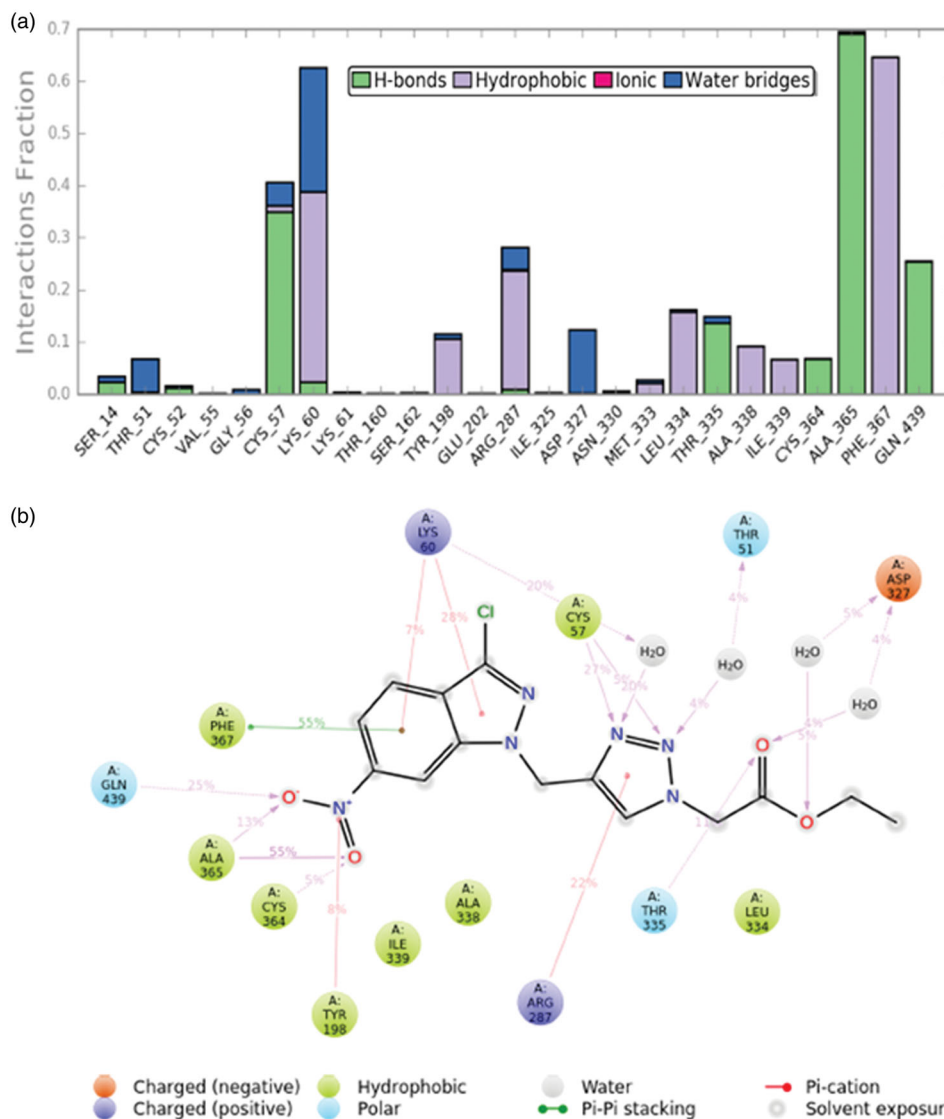 (a)
0.7
0.6
0.5
0.4
0.3
0.2
0.1
0.0
Interactions Fraction
H-bonds Hydrophobic Ionic Water bridges
SER_14 THR_51 CYS_52 VAL_55 GLY_56 CYS_57 LYS_60 LYS_61 THR_160 SER_162 TYR_198 GLU_202 ARG_287 ILE_325 ASP_327 ASN_330 MET_333 LEU_334 THR_335 ALA_338 ILE_339 CYS_364 ALA_365 PHE_367 GLN_439
(b)
A:
LYS
60
A:
THR
51
A:
ASP
327
20%
A:
CYS
57
4%
5%
4%
7%
28%
Cl
H₂O
H₂O
H₂O
H₂O
27%
5%
20%
4%
4%
5%
A:
PHE
367
55%
N
N
N
N
N
O
O
A:
GLN
439
25%
O⁻
N⁺
O
13%
55%
A:
ALA
365
5%
A:
CYS
364
8%
A:
ILE
339
A:
ALA
338
22%
A:
THR
335
A:
LEU
334
A:
TYR
198
A:
ARG
287
Charged (negative) Hydrophobic Water Pi-cation
Charged (positive) Polar Pi-Pi stacking Solvent exposur